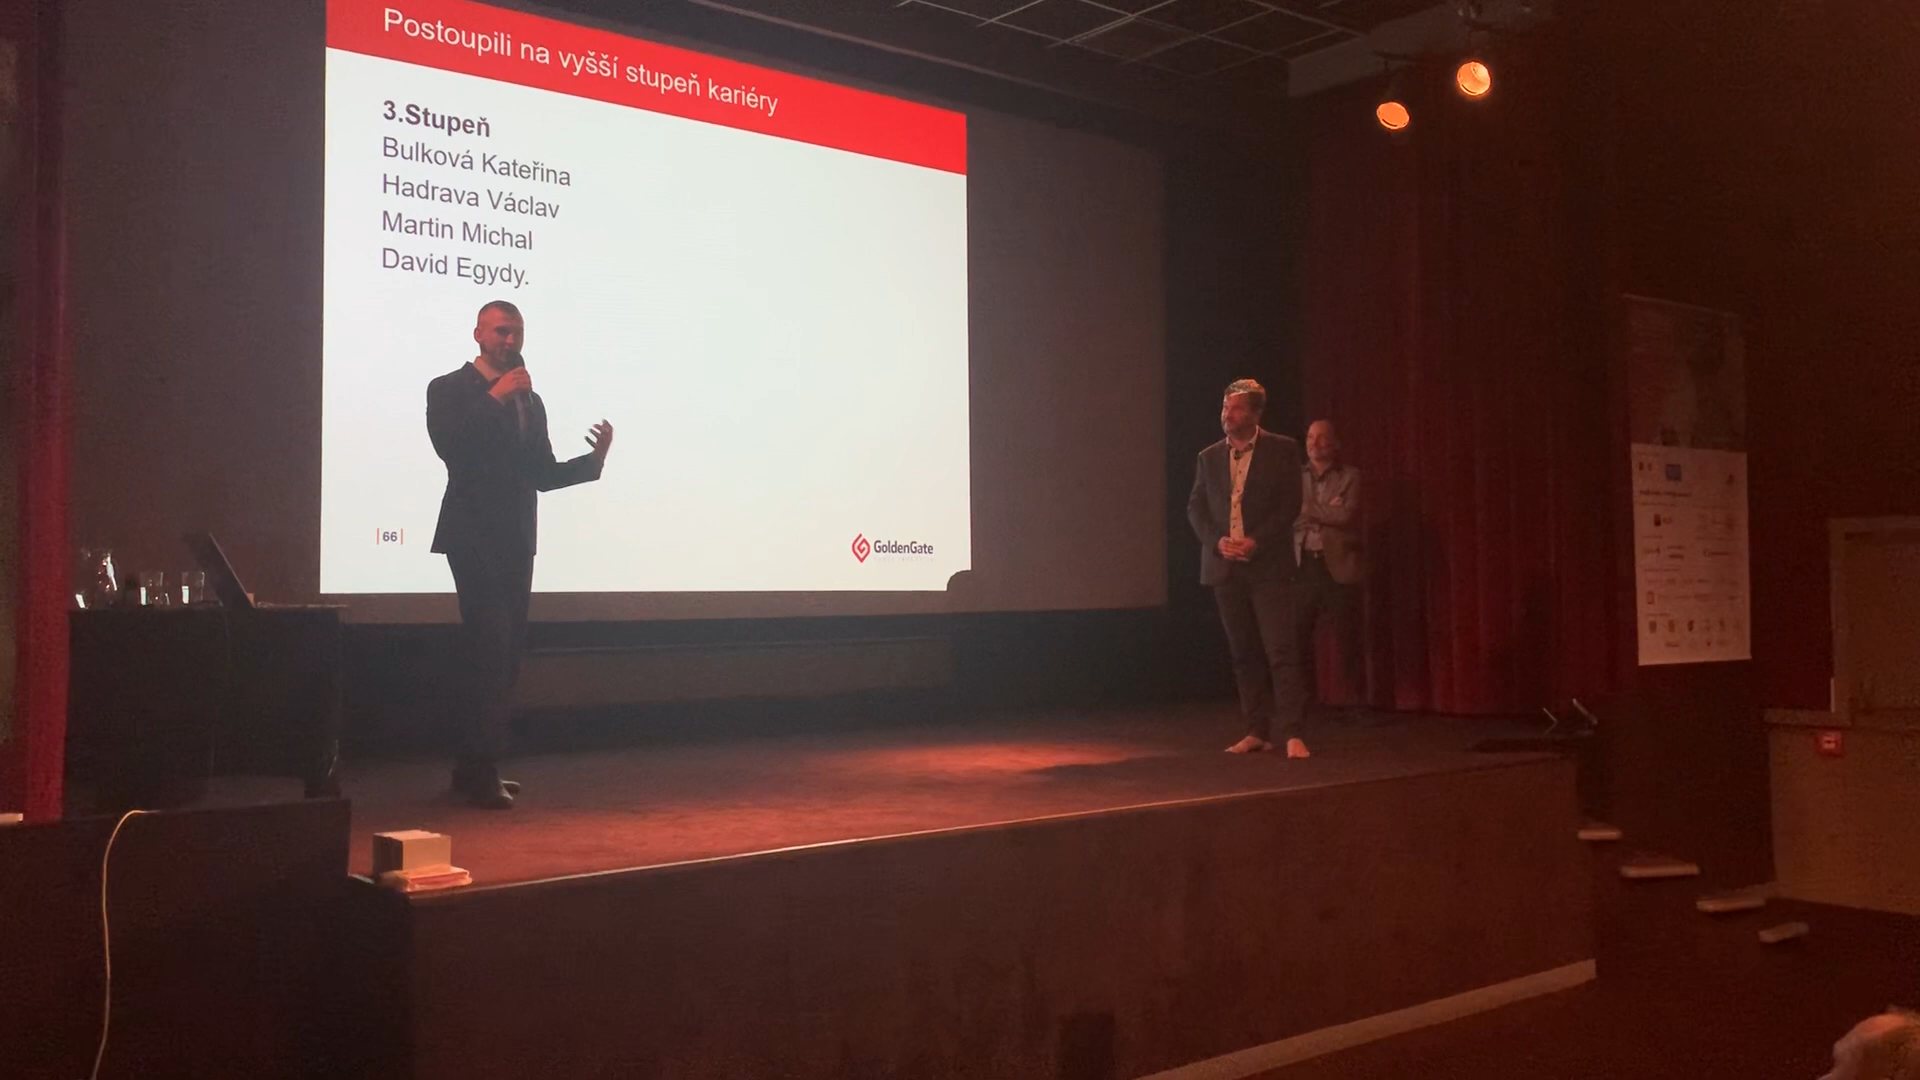 Postoupili na vyšší stupeň kariéry
3.Stupeň
Bulková Kateřina
Hadrava Václav
Martin Michal
David Egydy.
|66|
GoldenGate